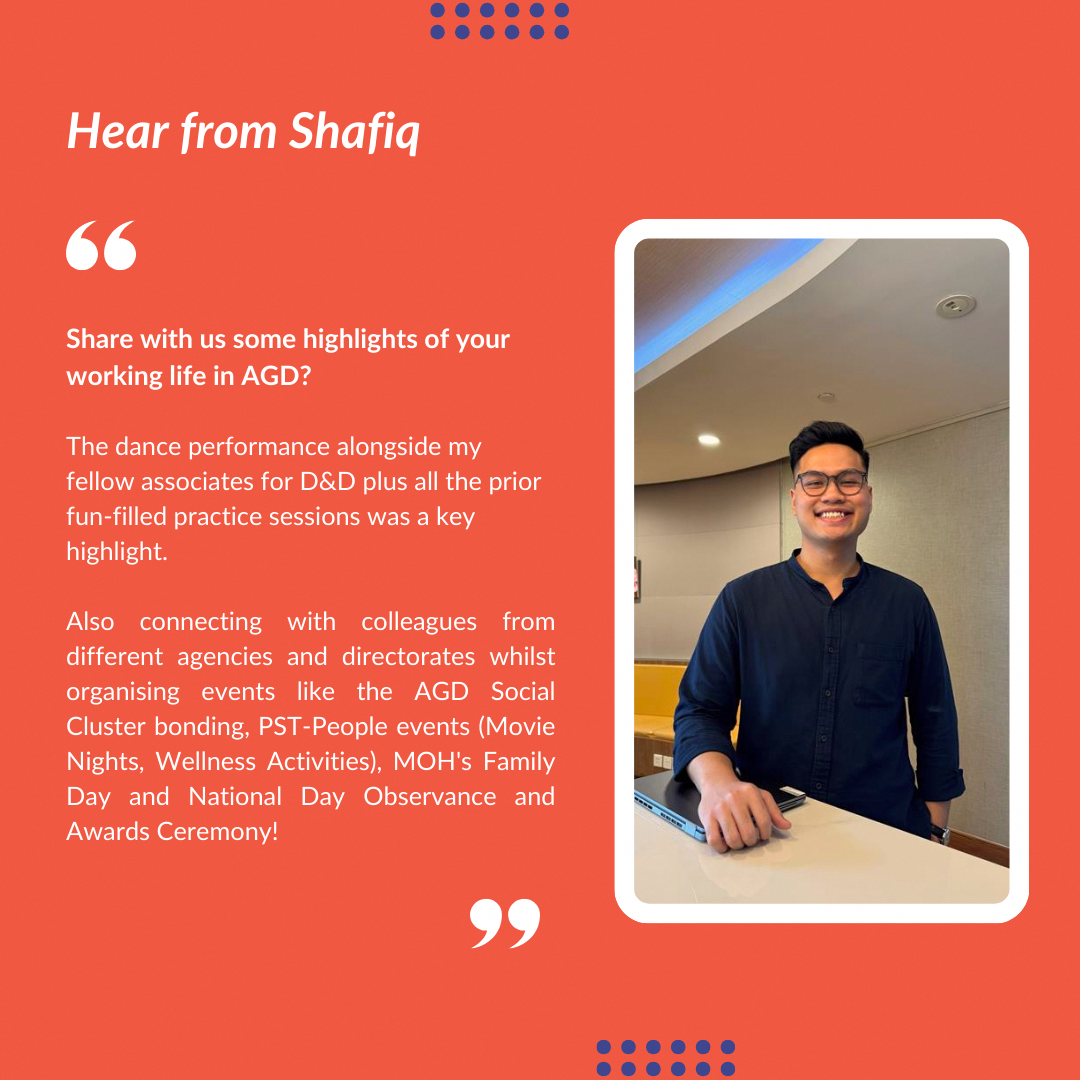 Hear from Shafiq
“
Share with us some highlights of your
working life in AGD?
The dance performance alongside my
fellow associates for D&D plus all the prior
fun-filled practice sessions was a key
highlight.
Also connecting with colleagues from
different agencies and directorates whilst
organising events like the AGD Social
Cluster bonding, PST-People events (Movie
Nights, Wellness Activities), MOH's Family
Day and National Day Observance and
Awards Ceremony!
”